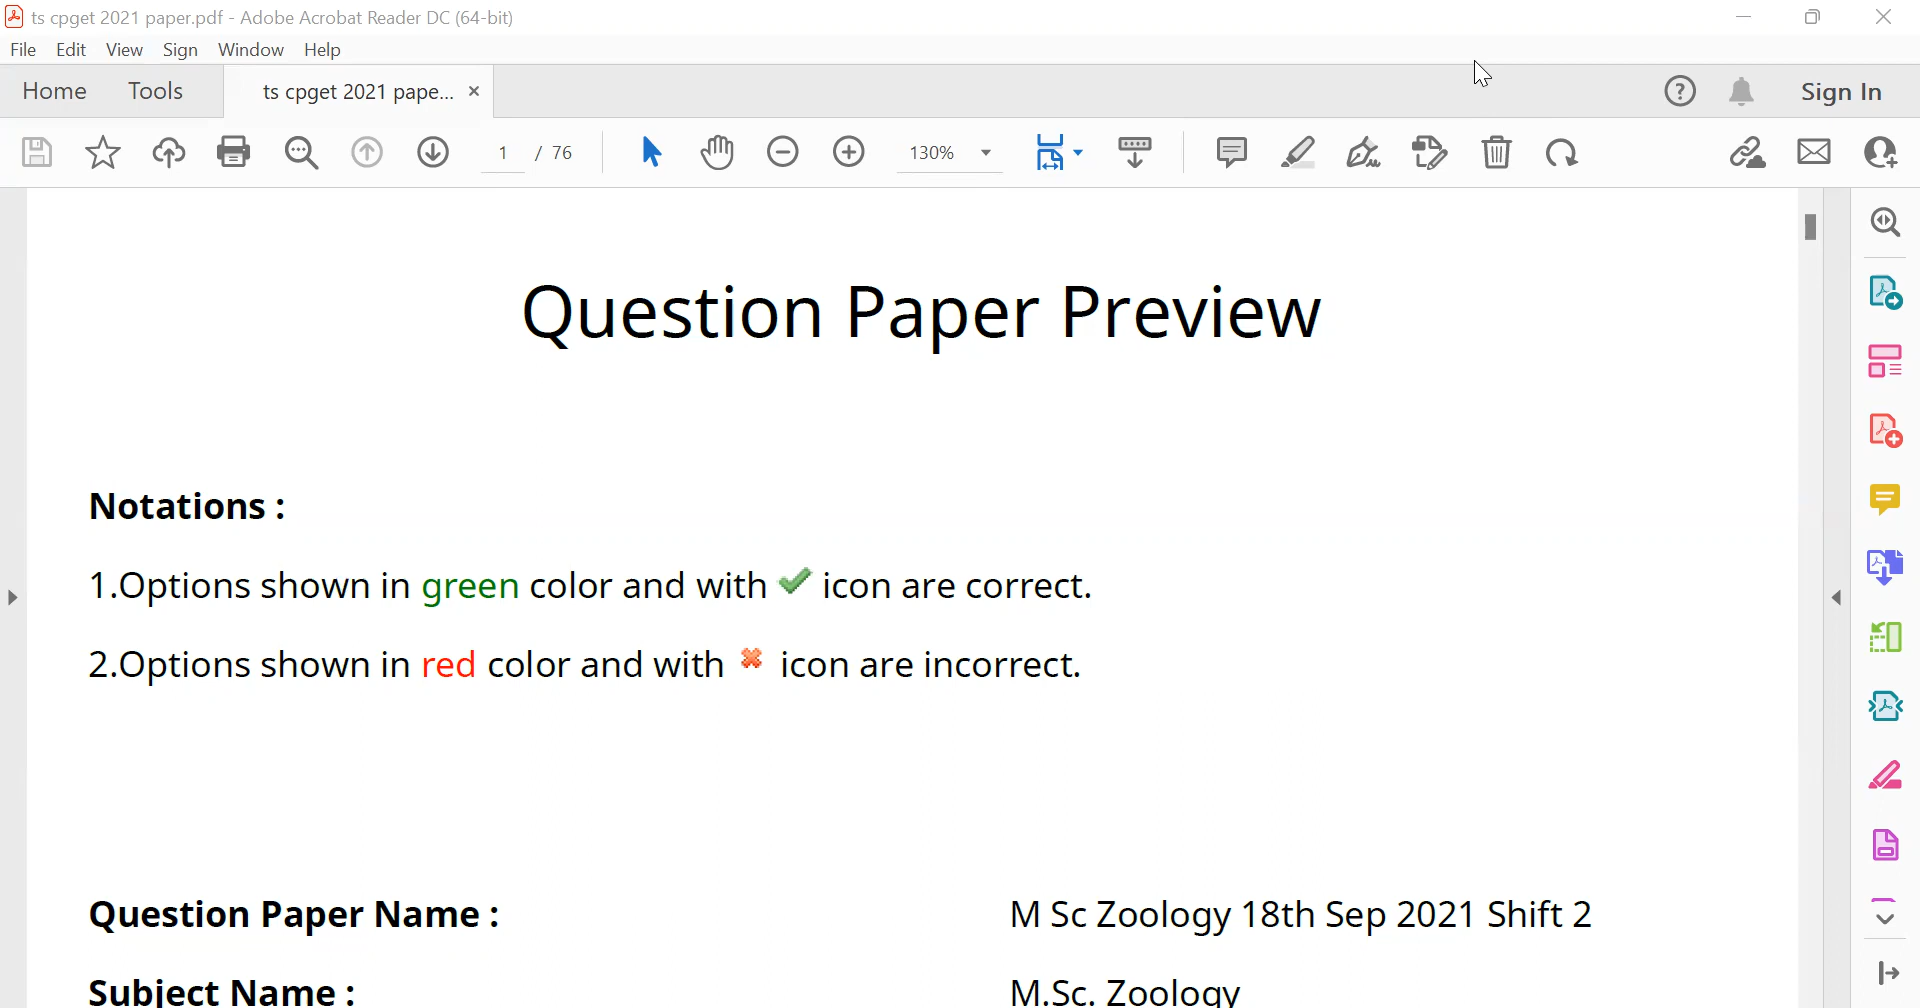 ts cpget 2021 paper.pdf - Adobe Acrobat Reader DC (64-bit)
File Edit View Sign Window Help
Home Tools ts cpget 2021 pape... × Sign In
1 / 76 130%
Question Paper Preview
Notations :
1.Options shown in green color and with ✔ icon are correct.
2.Options shown in red color and with ✖ icon are incorrect.
Question Paper Name : M Sc Zoology 18th Sep 2021 Shift 2
Subject Name : M.Sc. Zoology